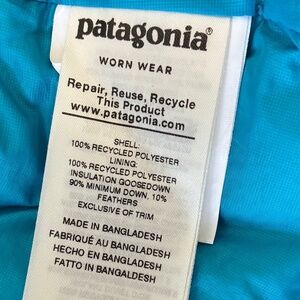 patagonia®
WORN WEAR
Repair, Reuse, Recycle
This Product
www.patagonia.com
SHELL:
100% RECYCLED POLYESTER
LINING:
100% RECYCLED POLYESTER
INSULATION GOOSEDOWN
90% MINIMUM DOWN. 10%
FEATHERS
EXCLUSIVE OF TRIM
MADE IN BANGLADESH
FABRIQUÉ AU BANGLADESH
HECHO EN BANGLADESH
FATTO IN BANGALDESH